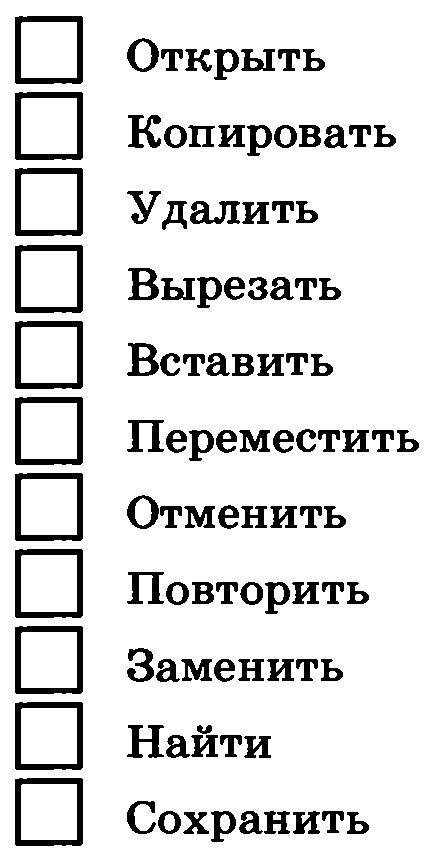 Открыть
Копировать
Удалить
Вырезать
Вставить
Переместить
Отменить
Повторить
Заменить
Найти
Сохранить